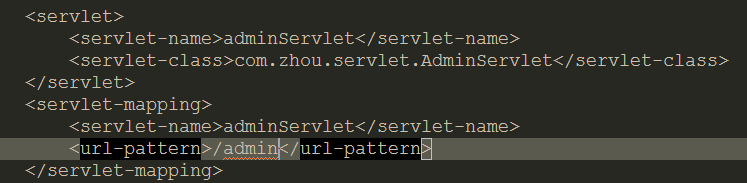 <servlet>
<servlet-name>adminServlet</servlet-name>
<servlet-class>com.zhou.servlet.AdminServlet</servlet-class>
</servlet>
<servlet-mapping>
<servlet-name>adminServlet</servlet-name>
<url-pattern>/admin</url-pattern>
</servlet-mapping>